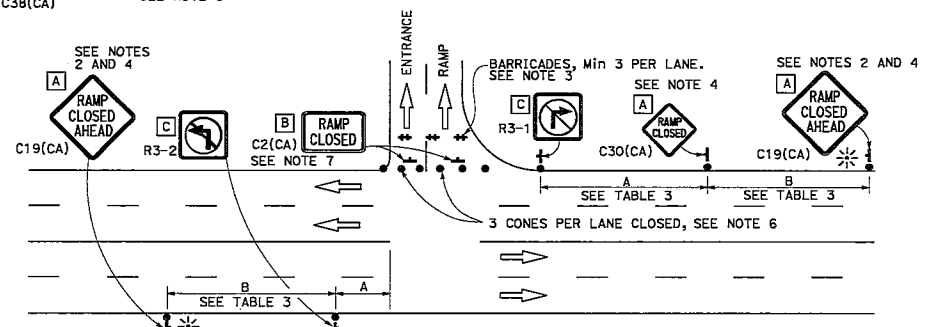 C38(CA)
SEE NOTES
2 AND 4
A
RAMP
CLOSED
AHEAD
C19(CA)
C
R3-2
B
RAMP
CLOSED
C2(CA)
SEE NOTE 7
ENTRANCE
RAMP
BARRICADES, Min 3 PER LANE.
SEE NOTE 3
C
R3-1
SEE NOTE 4
A
RAMP
CLOSED
C30(CA)
SEE NOTES 2 AND 4
A
RAMP
CLOSED
AHEAD
C19(CA)
A
SEE TABLE 3
B
SEE TABLE 3
3 CONES PER LANE CLOSED, SEE NOTE 6
B
SEE TABLE 3
A